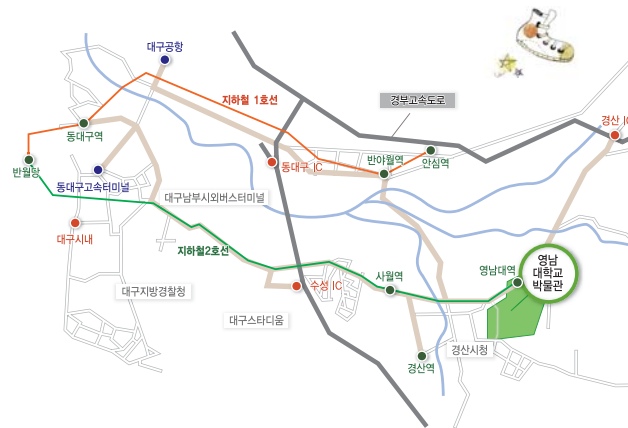 대구공항
지하철 1호선
경부고속도로
경산 IC
동대구역
반월당
동대구고속터미널
동대구 IC
반야월역
안심역
대구남부시외버스터미널
대구시내
지하철2호선
영남
대학교
박물관
영남대역
사월역
수성 IC
대구지방경찰청
대구스타디움
경산시청
경산역